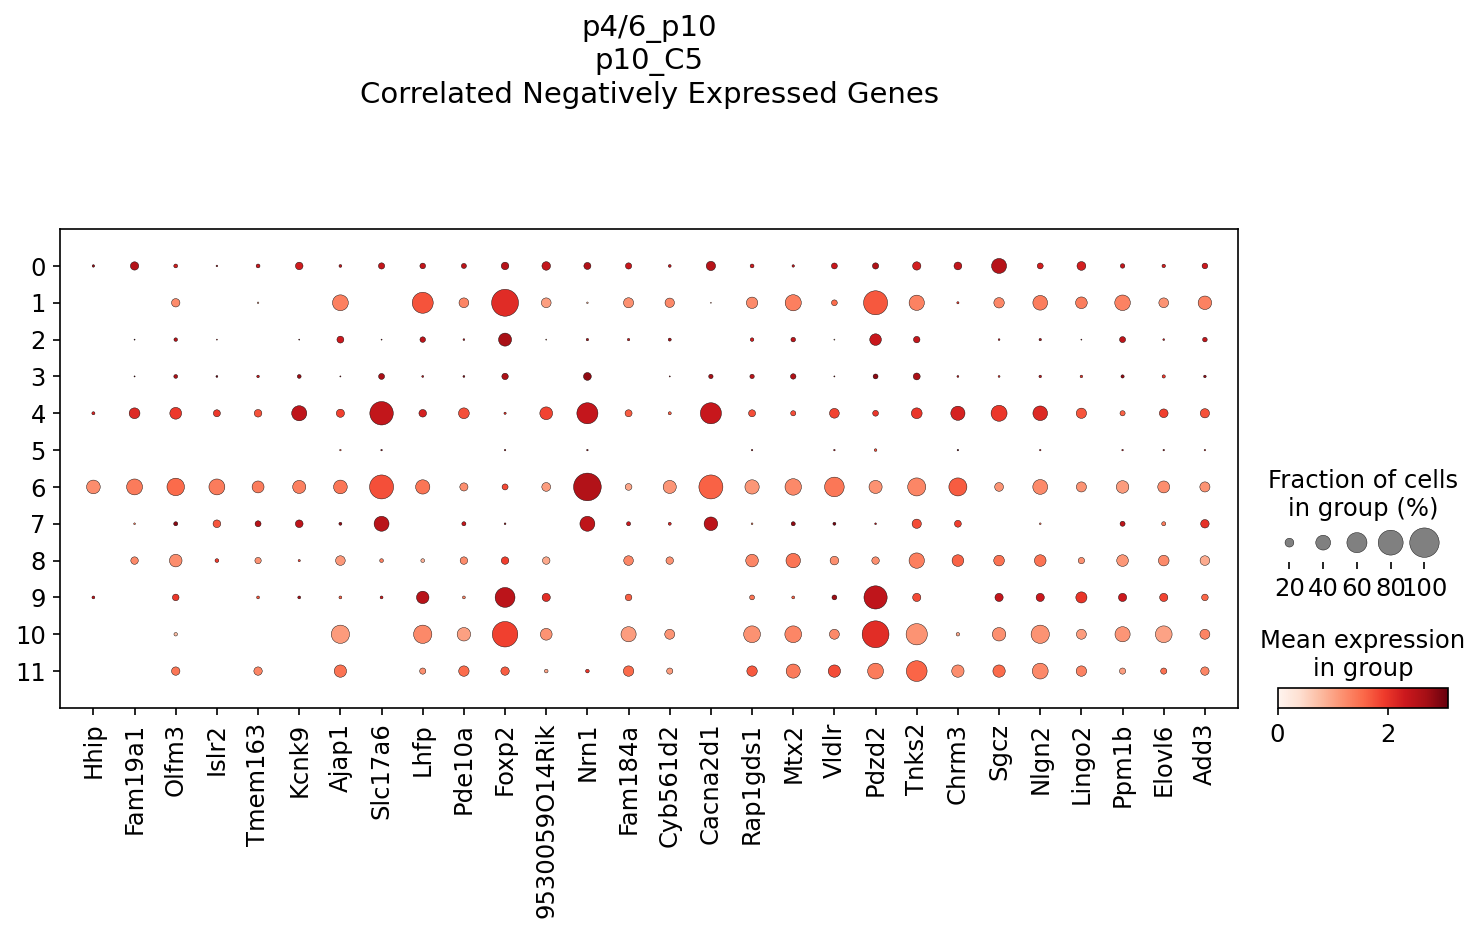 p4/6_p10
p10_C5
Correlated Negatively Expressed Genes
0
1
2
3
4
5
6
7
8
9
10
11
Hhip
Fam19a1
Olfm3
Islr2
Tmem163
Kcnk9
Ajap1
Slc17a6
Lhfp
Pde10a
Foxp2
9530059O14Rik
Nrn1
Fam184a
Cyb561d2
Cacna2d1
Rap1gds1
Mtx2
Vldlr
Pdzd2
Tnks2
Chrm3
Sgcz
Nlgn2
Lingo2
Ppm1b
Elovl6
Add3
Fraction of cells
in group (%)
20 40 60 80 100
Mean expression
in group
0 2